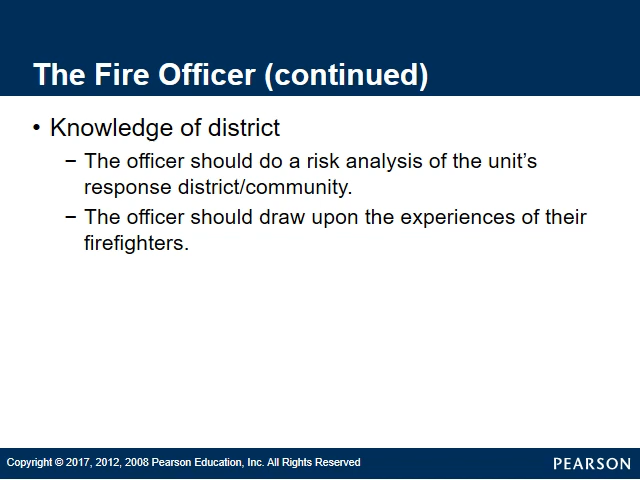 The Fire Officer (continued)
• Knowledge of district
– The officer should do a risk analysis of the unit’s
response district/community.
– The officer should draw upon the experiences of their
firefighters.
Copyright © 2017, 2012, 2008 Pearson Education, Inc. All Rights Reserved
PEARSON